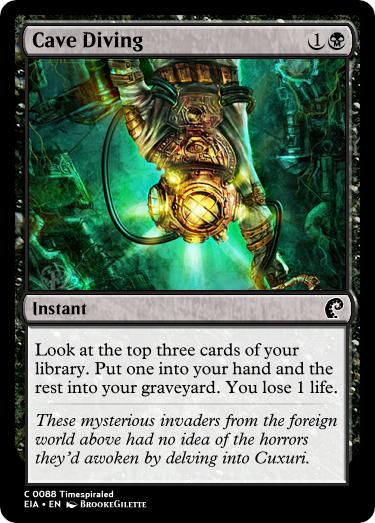 Cave Diving 1
Instant
Look at the top three cards of your
library. Put one into your hand and the
rest into your graveyard. You lose 1 life.
These mysterious invaders from the foreign
world above had no idea of the horrors
they'd awoken by delving into Cuxuri.
C 0088 Timespiraled
EIA • EN BROOKEGILETTE